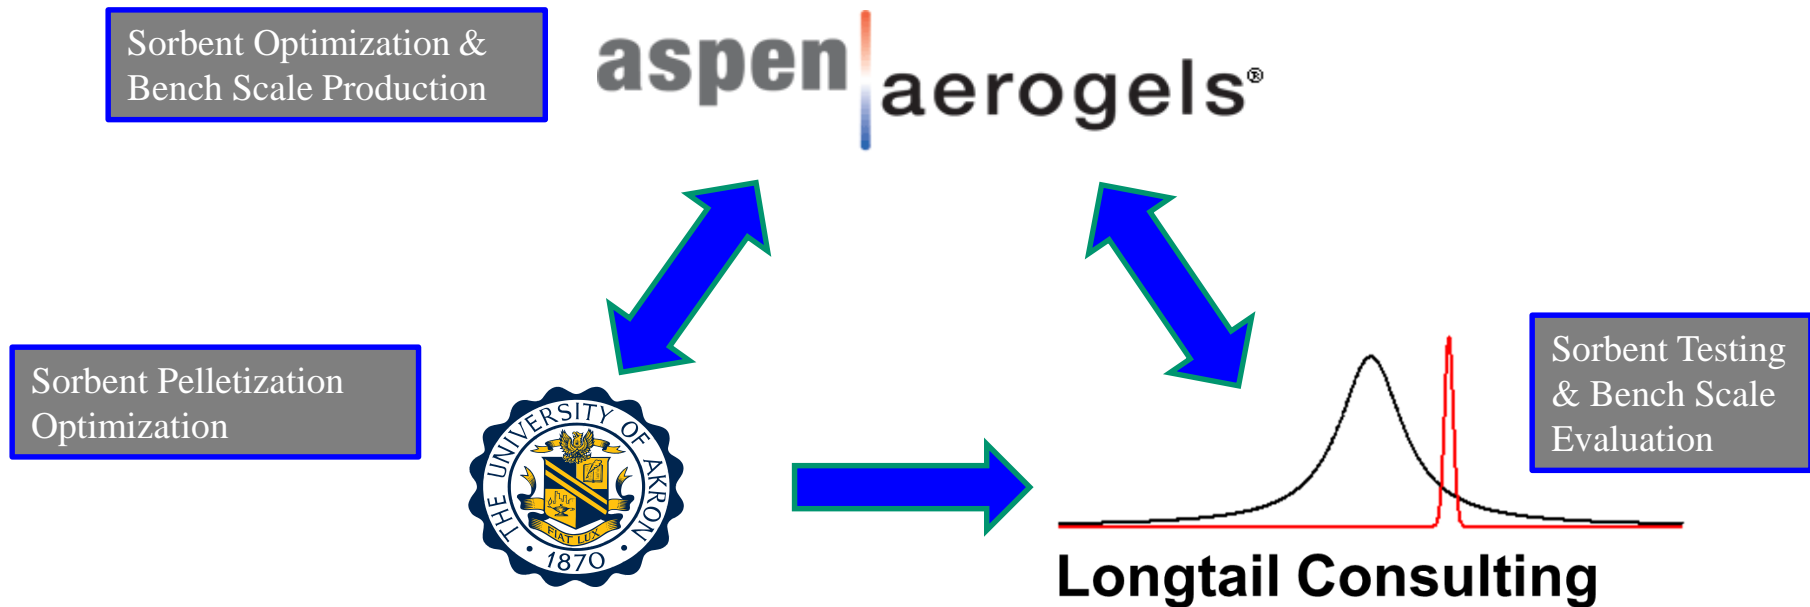 Sorbent Optimization &
Bench Scale Production
aspen
aerogels®
Sorbent Pelletization
Optimization
THE UNIVERSITY OF AKRON
FIAT LUX
• 1870 •
Sorbent Testing
& Bench Scale
Evaluation
Longtail Consulting